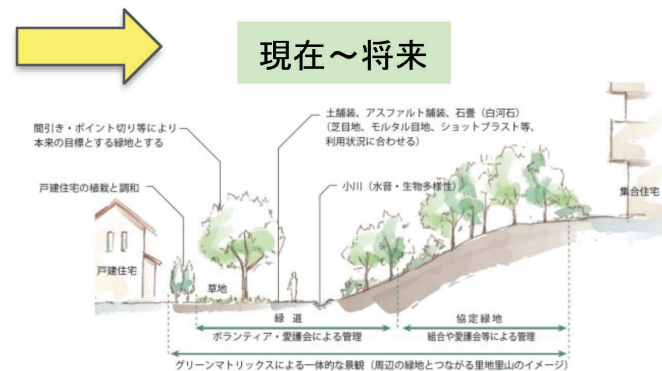 現在～将来
土舗装、アスファルト舗装、石畳（白河石）
（芝目地、モルタル目地、ショットブラスト等、
利用状況に合わせる）
間引き・ポイント切り等により
本来の目標とする緑地とする
戸建住宅の植栽と調和
小川（水音・生物多様性）
集合住宅
戸建住宅
草地
緑 道
協定緑地
ボランティア・愛護会による管理
組合や愛護会等による管理
グリーンマトリックスによる一体的な景観（周辺の緑地とつながる里地里山のイメージ）